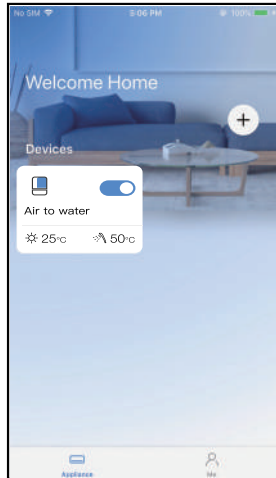 No SIM 5:06 PM 100%
Welcome Home
+
Devices
Air to water
25°C 50°C
Appliance Me